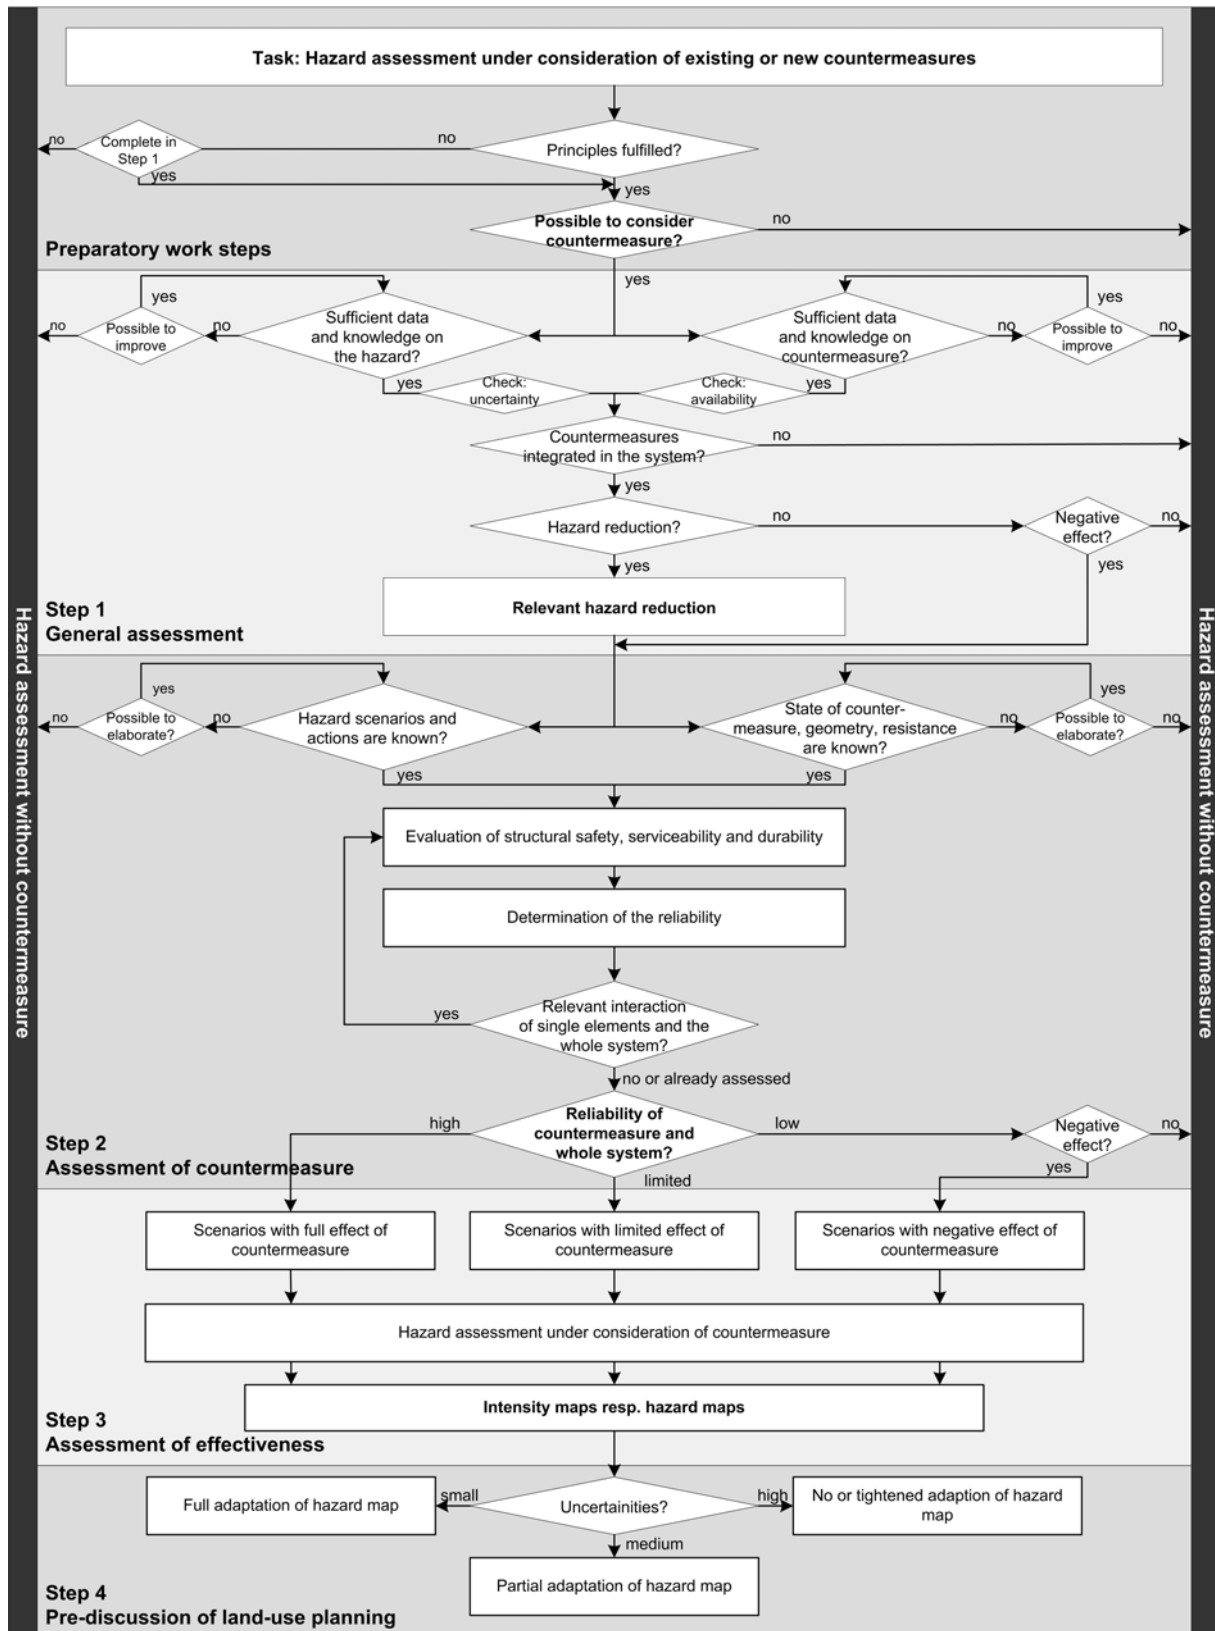 Task: Hazard assessment under consideration of existing or new countermeasures
no
Complete in
Step 1
no
Principles fulfilled?
yes
yes
Possible to consider
countermeasure?
no
Preparatory work steps
yes
yes
yes
no
Possible to
improve
no
Sufficient data
and knowledge on
the hazard?
Sufficient data
and knowledge on
countermeasure?
no
Possible to
improve
no
yes
Check:
uncertainty
Check:
availability
yes
Countermeasures
integrated in the system?
no
yes
Hazard reduction?
no
Negative
effect?
no
yes
yes
Relevant hazard reduction
Step 1
General assessment
Hazard assessment without countermeasure
Hazard assessment without countermeasure
yes
yes
no
Possible to
elaborate?
no
Hazard scenarios and
actions are known?
State of counter-
measure, geometry, resistance
are known?
no
Possible to
elaborate?
no
yes
yes
Evaluation of structural safety, serviceability and durability
Determination of the reliability
yes
Relevant interaction
of single elements and the
whole system?
no or already assessed
high
Reliability of
countermeasure and
whole system?
low
Negative
effect?
no
yes
limited
Step 2
Assessment of countermeasure
Scenarios with full effect of
countermeasure
Scenarios with limited effect of
countermeasure
Scenarios with negative effect of
countermeasure
Hazard assessment under consideration of countermeasure
Intensity maps resp. hazard maps
Step 3
Assessment of effectiveness
Full adaptation of hazard map
small
Uncertainities?
high
No or tightened adaption of hazard
map
medium
Partial adaptation of hazard map
Step 4
Pre-discussion of land-use planning